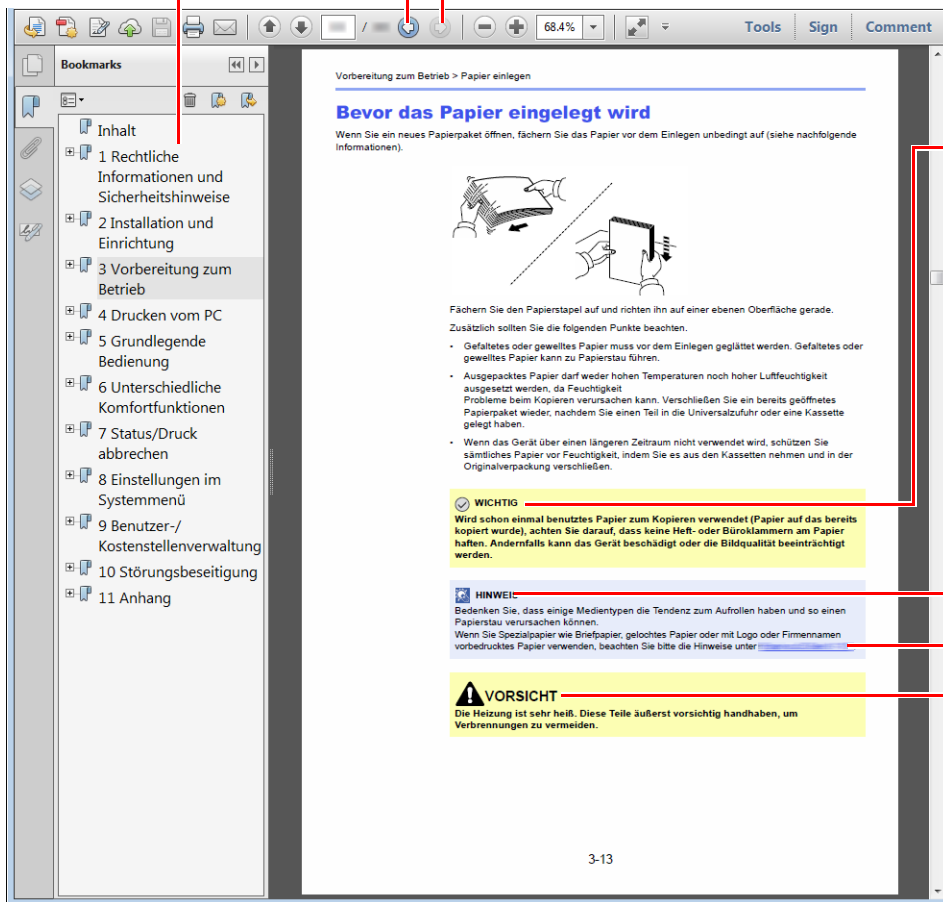 /
68.4%
Tools
Sign
Comment
Bookmarks
Inhalt
1 Rechtliche
Informationen und
Sicherheitshinweise
2 Installation und
Einrichtung
3 Vorbereitung zum
Betrieb
4 Drucken vom PC
5 Grundlegende
Bedienung
6 Unterschiedliche
Komfortfunktionen
7 Status/Druck
abbrechen
8 Einstellungen im
Systemmenü
9 Benutzer-/
Kostenstellenverwaltung
10 Störungsbeseitigung
11 Anhang
Vorbereitung zum Betrieb > Papier einlegen
Bevor das Papier eingelegt wird
Wenn Sie ein neues Papierpaket öffnen, fächern Sie das Papier vor dem Einlegen unbedingt auf (siehe nachfolgende
Informationen).
Fächern Sie den Papierstapel auf und richten ihn auf einer ebenen Oberfläche gerade.
Zusätzlich sollten Sie die folgenden Punkte beachten.
• Gefaltetes oder gewelltes Papier muss vor dem Einlegen geglättet werden. Gefaltetes oder
gewelltes Papier kann zu Papierstau führen.
• Ausgepacktes Papier darf weder hohen Temperaturen noch hoher Luftfeuchtigkeit
ausgesetzt werden, da Feuchtigkeit
Probleme beim Kopieren verursachen kann. Verschließen Sie ein bereits geöffnetes
Papierpaket wieder, nachdem Sie einen Teil in die Universalzufuhr oder eine Kassette
gelegt haben.
• Wenn das Gerät über einen längeren Zeitraum nicht verwendet wird, schützen Sie
sämtliches Papier vor Feuchtigkeit, indem Sie es aus den Kassetten nehmen und in der
Originalverpackung verschließen.
WICHTIG
Wird schon einmal benutztes Papier zum Kopieren verwendet (Papier auf das bereits
kopiert wurde), achten Sie darauf, dass keine Heft- oder Büroklammern am Papier
haften. Andernfalls kann das Gerät beschädigt oder die Bildqualität beeinträchtigt
werden.
HINWEIS
Bedenken Sie, dass einige Medientypen die Tendenz zum Aufrollen haben und so einen
Papierstau verursachen können.
Wenn Sie Spezialpapier wie Briefpapier, gelochtes Papier oder mit Logo oder Firmennamen
vorbedrucktes Papier verwenden, beachten Sie bitte die Hinweise unter
VORSICHT
Die Heizung ist sehr heiß. Diese Teile äußerst vorsichtig handhaben, um
Verbrennungen zu vermeiden.
3-13